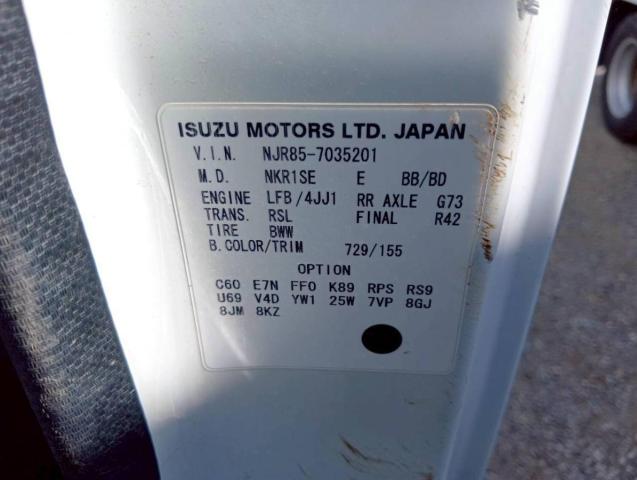 ISUZU MOTORS LTD. JAPAN
V.I.N. NJR85-7035201
M.D. NKR1SE E BB/BD
ENGINE LFB/4JJ1 RR AXLE G73
TRANS. RSL FINAL R42
TIRE BWW
B.COLOR/TRIM 729/155
OPTION
C60 E7N FF0 K89 RPS RS9
U69 V4D YW1 25W 7VP 8GJ
8JM 8KZ